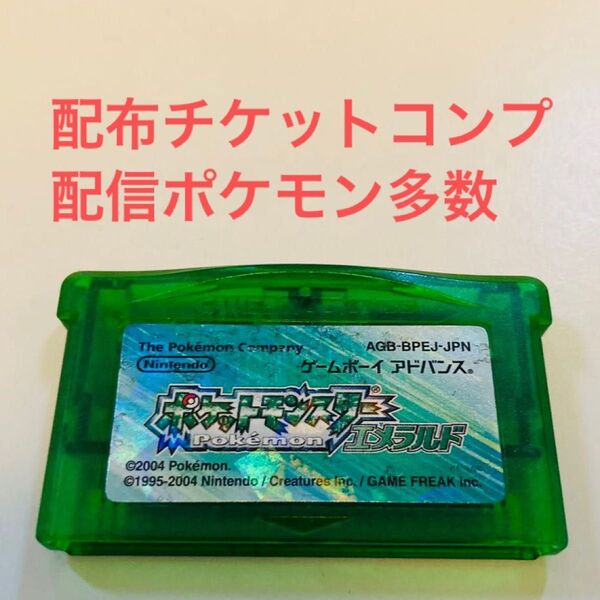 配布チケットコンプ
配信ポケモン多数
The Pokémon Company
AGB-BPEJ-JPN
Nintendo
ゲームボーイ アドバンス®
ポケットモンスター
Pokémon
エメラルド
©2004 Pokémon.
©1995-2004 Nintendo / Creatures inc. / GAME FREAK inc.